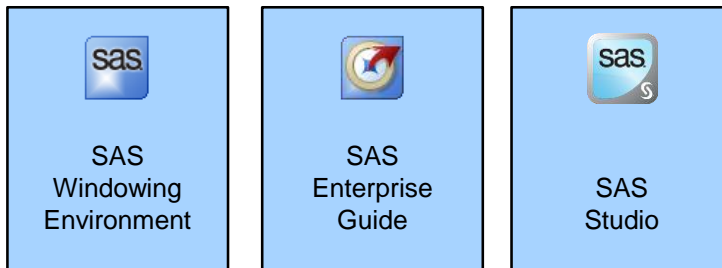 sas
SAS
Windowing
Environment
SAS
Enterprise
Guide
sas
S
SAS
Studio